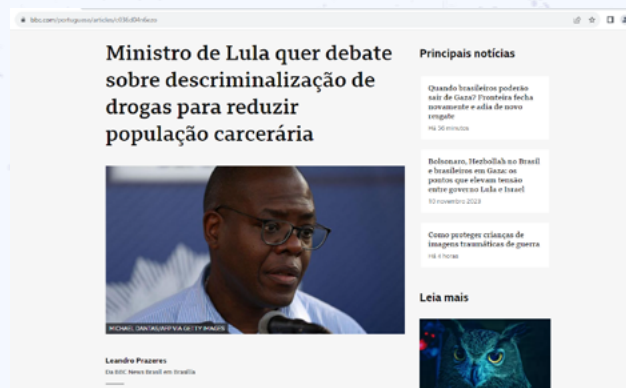 bbc.com/portuguese/articles/
Ministro de Lula quer debate
sobre descriminalização de
drogas para reduzir
população carcerária
MICHAEL DANTAS/AFP VIA GETTY IMAGES
Leandro Prazeres
Da BBC News Brasil em Brasília
Principais notícias
Quando brasileiros poderão
sair de Gaza? Fronteira fecha
novamente e adia de novo
resgate
Há 36 minutos
Bolsonaro, Hezbollah no Brasil
e brasileiros em Gaza: os
pontos que elevam tensão
entre governo Lula e Israel
10 novembro 2023
Como proteger crianças de
imagens traumáticas de guerra
Há 4 horas
Leia mais